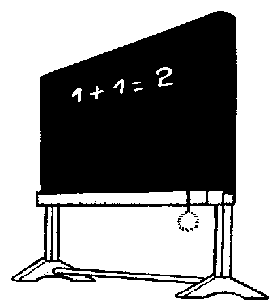 1 + 1 = 2